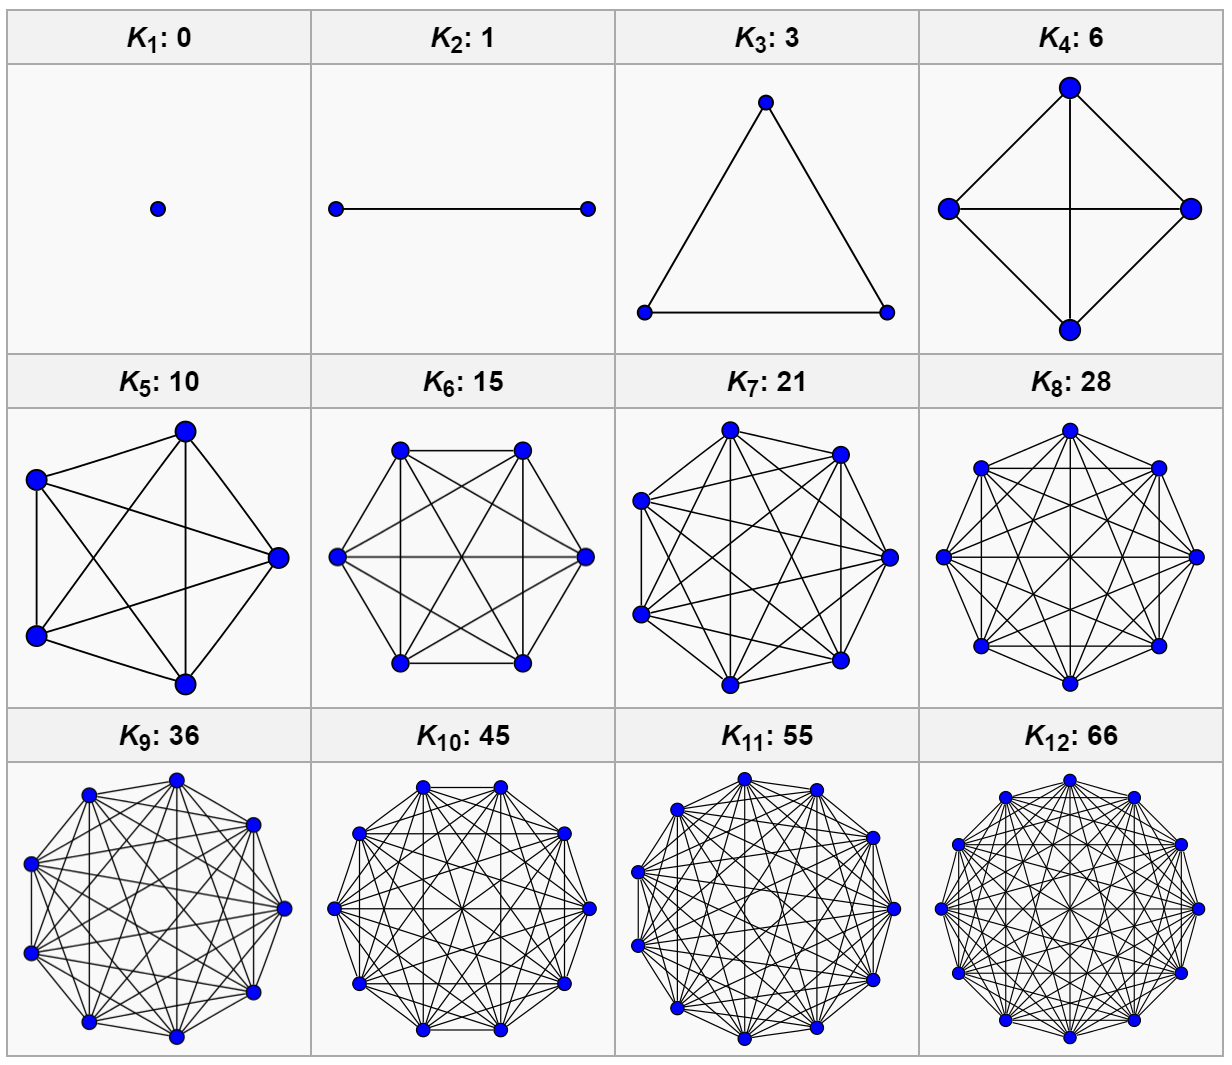 K₁: 0
K₂: 1
K₃: 3
K₄: 6
K₅: 10
K₆: 15
K₇: 21
K₈: 28
K₉: 36
K₁₀: 45
K₁₁: 55
K₁₂: 66